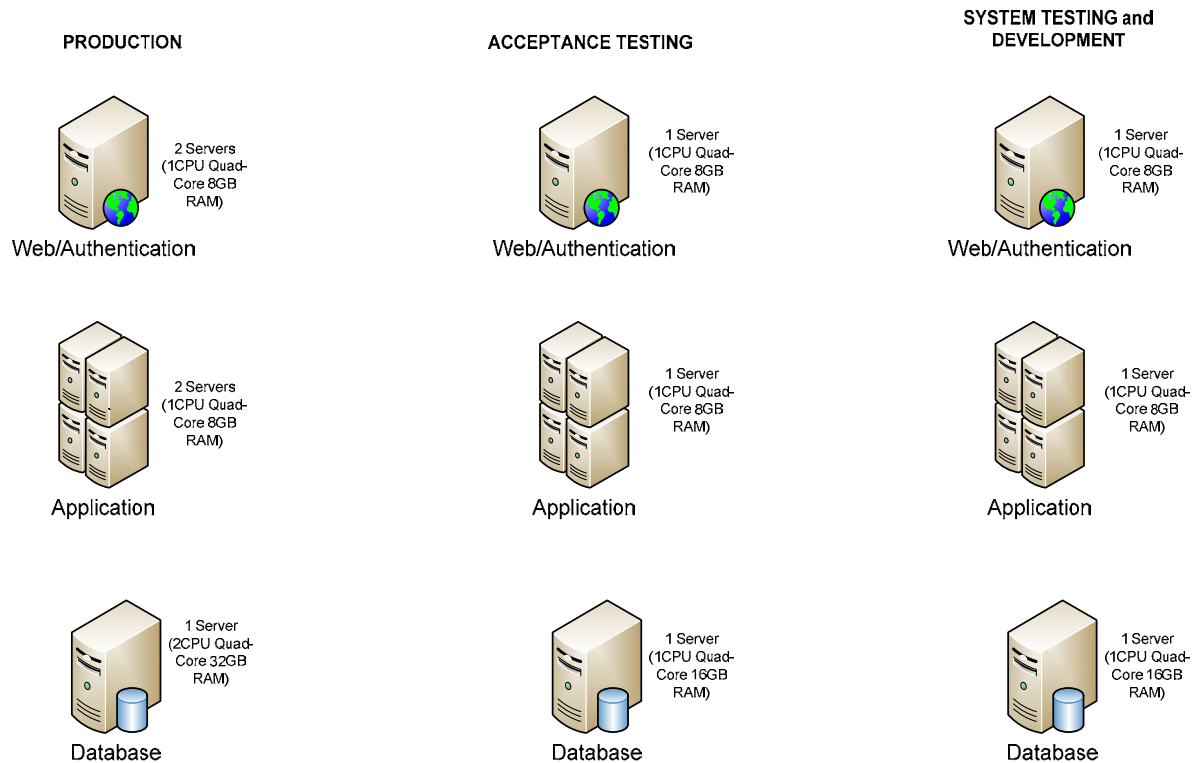 PRODUCTION
ACCEPTANCE TESTING
SYSTEM TESTING and
DEVELOPMENT
2 Servers
(1CPU Quad-
Core 8GB
RAM)
Web/Authentication
1 Server
(1CPU Quad-
Core 8GB
RAM)
Web/Authentication
1 Server
(1CPU Quad-
Core 8GB
RAM)
Web/Authentication
2 Servers
(1CPU Quad-
Core 8GB
RAM)
Application
1 Server
(1CPU Quad-
Core 8GB
RAM)
Application
1 Server
(1CPU Quad-
Core 8GB
RAM)
Application
1 Server
(2CPU Quad-
Core 32GB
RAM)
Database
1 Server
(1CPU Quad-
Core 16GB
RAM)
Database
1 Server
(1CPU Quad-
Core 16GB
RAM)
Database